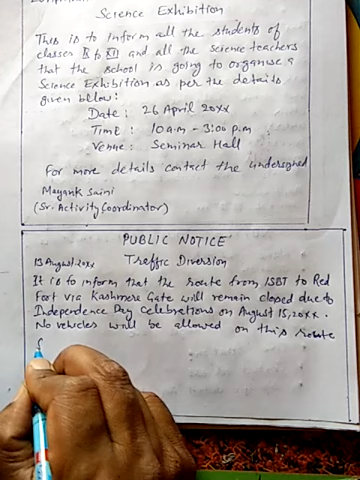 Science Exhibition
This is to inform all the students of
classes IX to XII and all the science teachers
that the school is going to organise a
Science Exhibition as per the details
given bllow:
Date: 26 April 20xx
Time: 10 a.m - 3:00 p.m
Venue: Seminar Hall
For more details contact the undersigned
Mayank Saini
(Sr. Activity Coordinator)
PUBLIC NOTICE
13 August 20xx Traffic Diversion
It is to inform that the route from ISBT to Red
Foot via Kashmere Gate will remain closed due to
Independence Day Celebrations on August 15, 20xx.
No vehicles will be allowed on this route